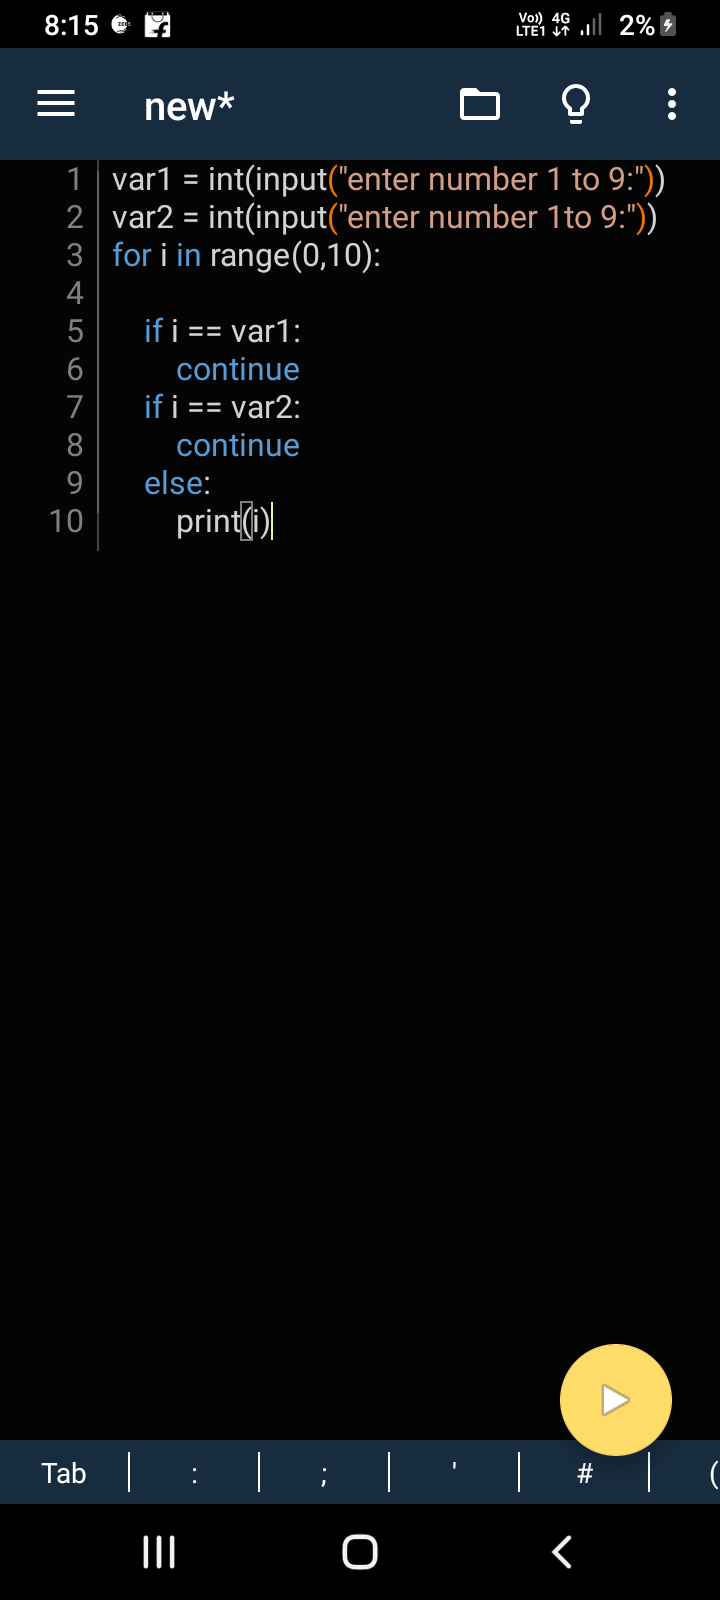 8:15 Vo)) LTE1 4G 2%
new*
1 var1 = int(input("enter number 1 to 9:"))
2 var2 = int(input("enter number 1to 9:"))
3 for i in range(0,10):
4
5 if i == var1:
6 continue
7 if i == var2:
8 continue
9 else:
10 print(i)
Tab : ; ' # (